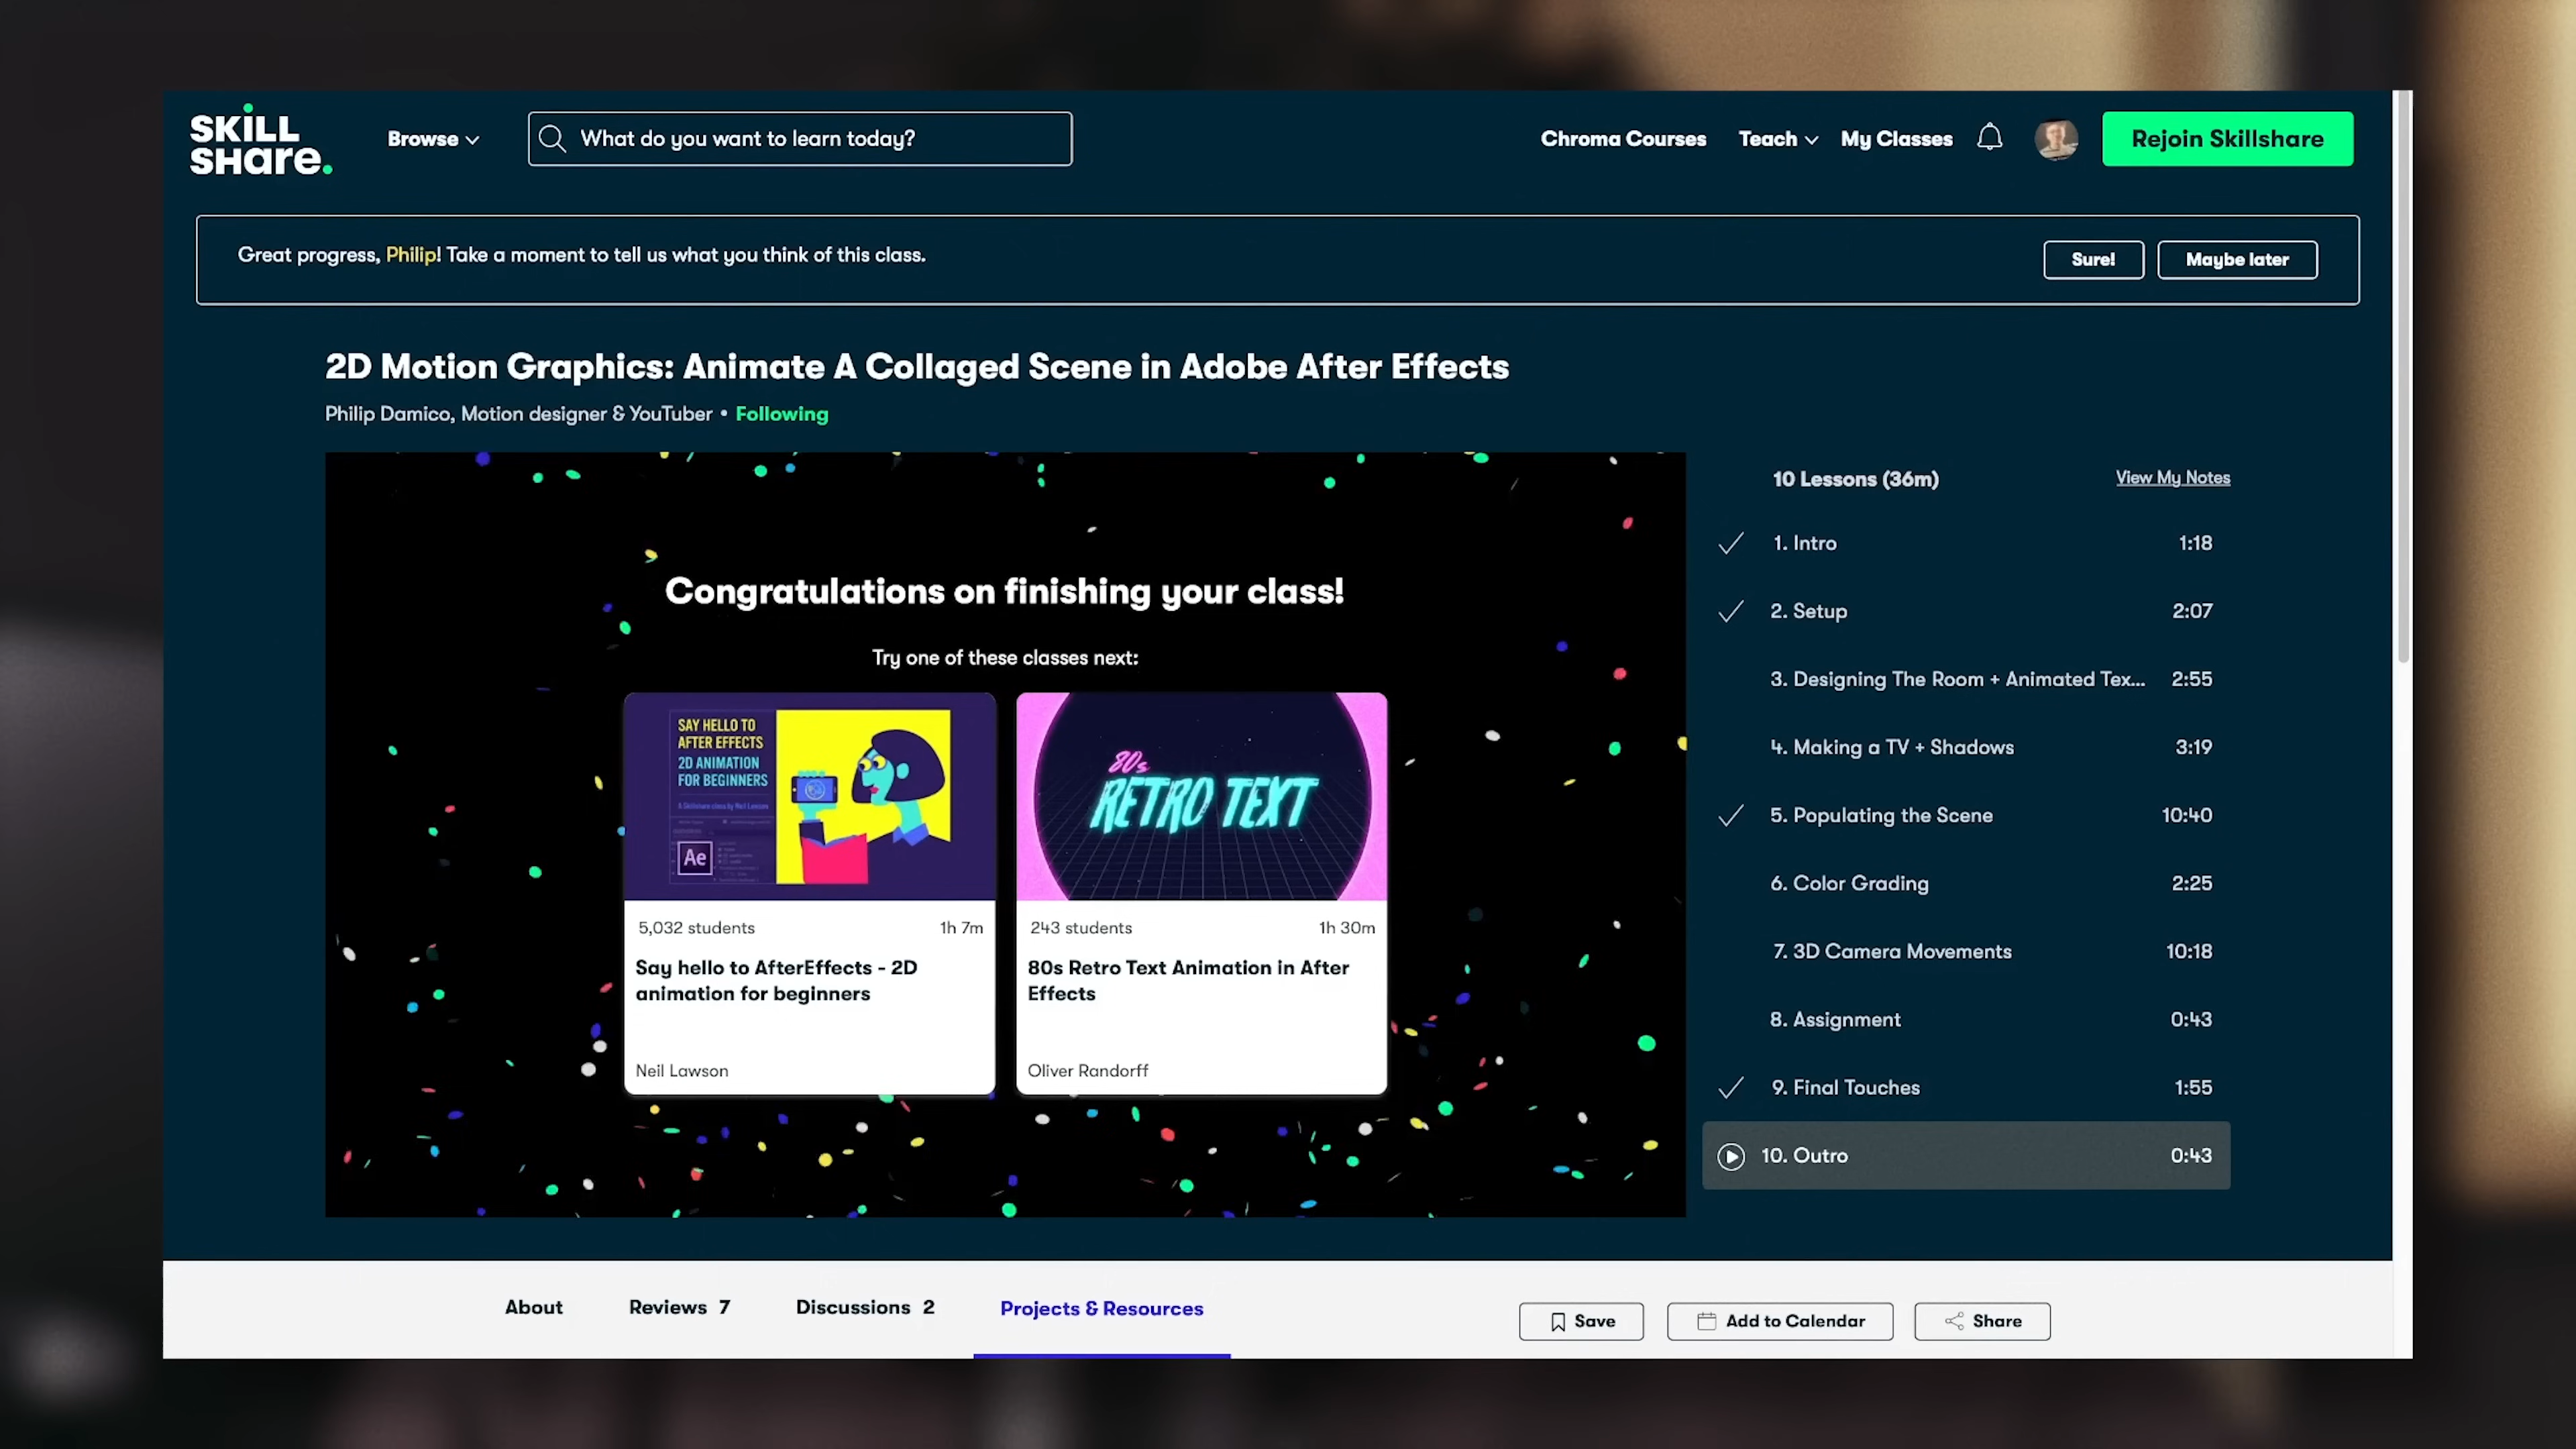 SKILL
SHARE.
Browse
What do you want to learn today?
Chroma Courses
Teach
My Classes
Rejoin Skillshare
Great progress, Philip! Take a moment to tell us what you think of this class.
Sure!
Maybe later
2D Motion Graphics: Animate A Collaged Scene in Adobe After Effects
Philip Damico, Motion designer & YouTuber • Following
Congratulations on finishing your class!
Try one of these classes next:
SAY HELLO TO
AFTER EFFECTS
2D ANIMATION
FOR BEGINNERS
A Skillshare class by Neil Lawson
Ae
5,032 students
1h 7m
Say hello to AfterEffects - 2D
animation for beginners
Neil Lawson
80s
RETRO TEXT
243 students
1h 30m
80s Retro Text Animation in After
Effects
Oliver Randorff
10 Lessons (36m)
View My Notes
1. Intro 1:18
2. Setup 2:07
3. Designing The Room + Animated Tex... 2:55
4. Making a TV + Shadows 3:19
5. Populating the Scene 10:40
6. Color Grading 2:25
7. 3D Camera Movements 10:18
8. Assignment 0:43
9. Final Touches 1:55
10. Outro 0:43
About
Reviews 7
Discussions 2
Projects & Resources
Save
Add to Calendar
Share